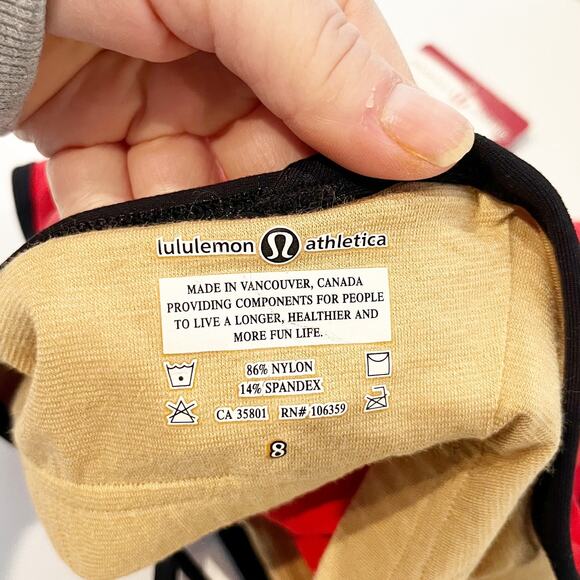 lululemon athletica
MADE IN VANCOUVER, CANADA
PROVIDING COMPONENTS FOR PEOPLE
TO LIVE A LONGER, HEALTHIER AND
MORE FUN LIFE.
86% NYLON
14% SPANDEX
CA 35801 RN# 106359
8